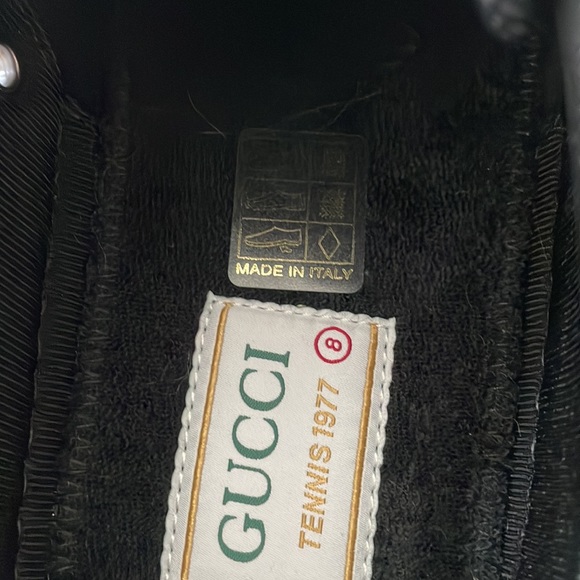 MADE IN ITALY
GUCCI
TENNIS 1977
8